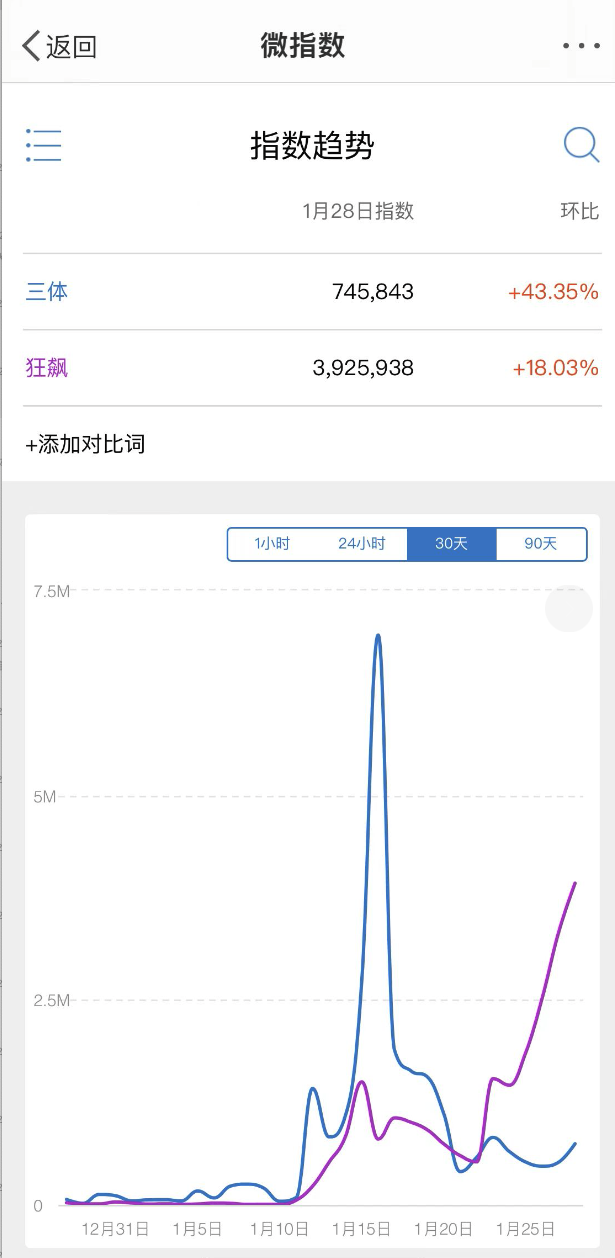 返回 微指数 ...
指数趋势
1月28日指数 环比
三体 745,843 +43.35%
狂飙 3,925,938 +18.03%
+添加对比词
1小时 24小时 30天 90天
7.5M
5M
2.5M
0
12月31日 1月5日 1月10日 1月15日 1月20日 1月25日